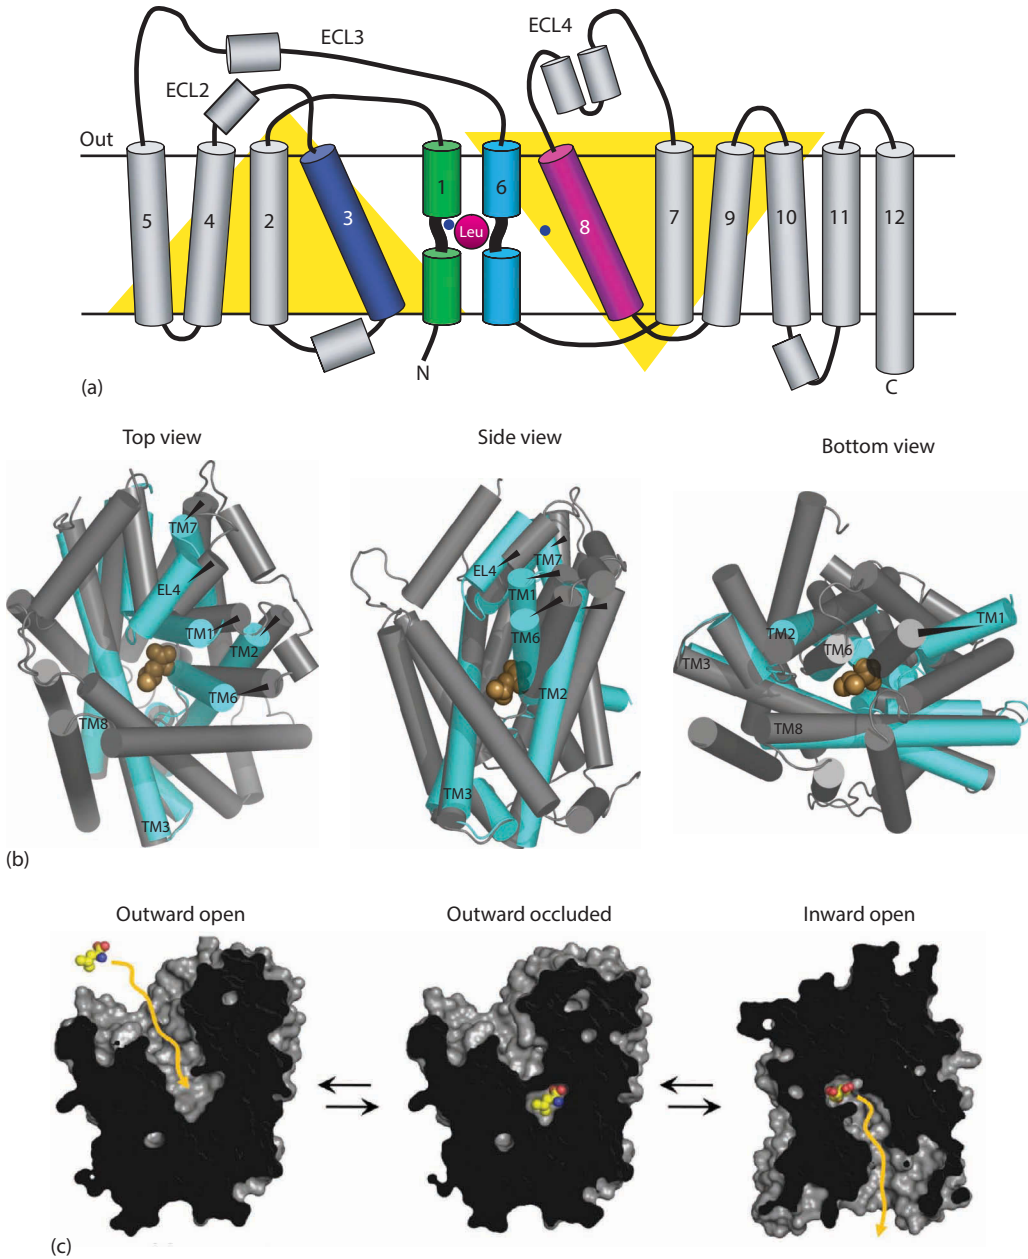 ECL3
ECL4
ECL2
Out
5
4
2
3
1
6
Leu
8
7
9
10
11
12
N
C
(a)
Top view
Side view
Bottom view
TM7
EL4
TM1
TM2
TM6
TM8
TM3
EL4
TM7
TM1
TM6
TM2
TM3
TM1
TM2
TM6
TM3
TM8
(b)
Outward open
Outward occluded
Inward open
(c)